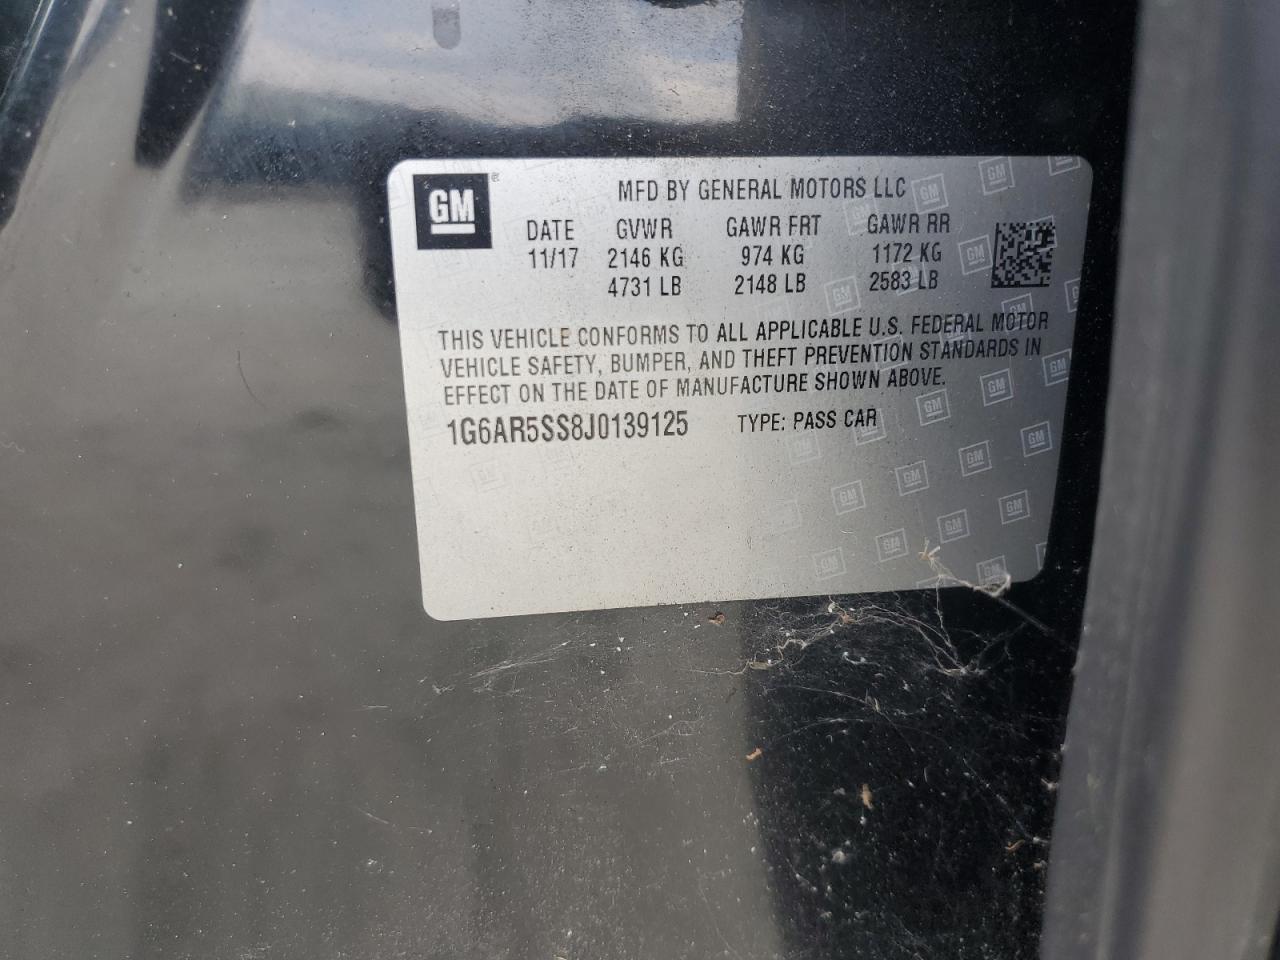 GM ®
MFD BY GENERAL MOTORS LLC
DATE GVWR GAWR FRT GAWR RR
11/17 2146 KG 974 KG 1172 KG
4731 LB 2148 LB 2583 LB
THIS VEHICLE CONFORMS TO ALL APPLICABLE U.S. FEDERAL MOTOR
VEHICLE SAFETY, BUMPER, AND THEFT PREVENTION STANDARDS IN
EFFECT ON THE DATE OF MANUFACTURE SHOWN ABOVE.
1G6AR5SS8J0139125 TYPE: PASS CAR